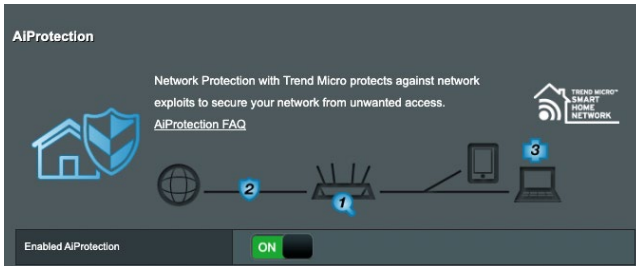 AiProtection
Network Protection with Trend Micro protects against network
exploits to secure your network from unwanted access.
AiProtection FAQ
TREND MICRO™
SMART
HOME
NETWORK
3
2
1
Enabled AiProtection
ON